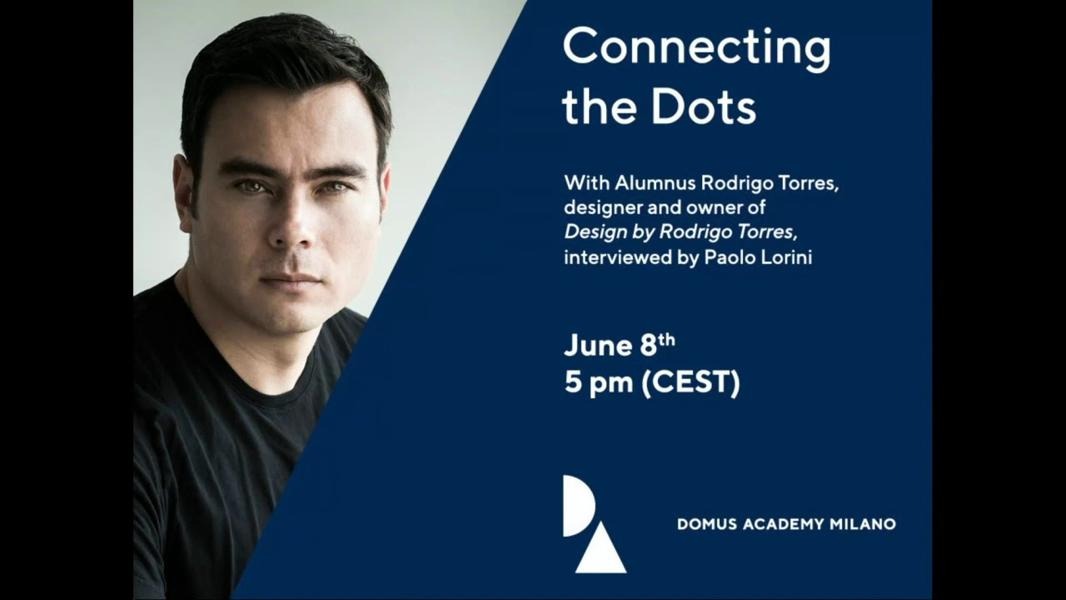 Connecting
the Dots
With Alumnus Rodrigo Torres,
designer and owner of
Design by Rodrigo Torres,
interviewed by Paolo Lorini
June 8th
5 pm (CEST)
DOMUS ACADEMY MILANO